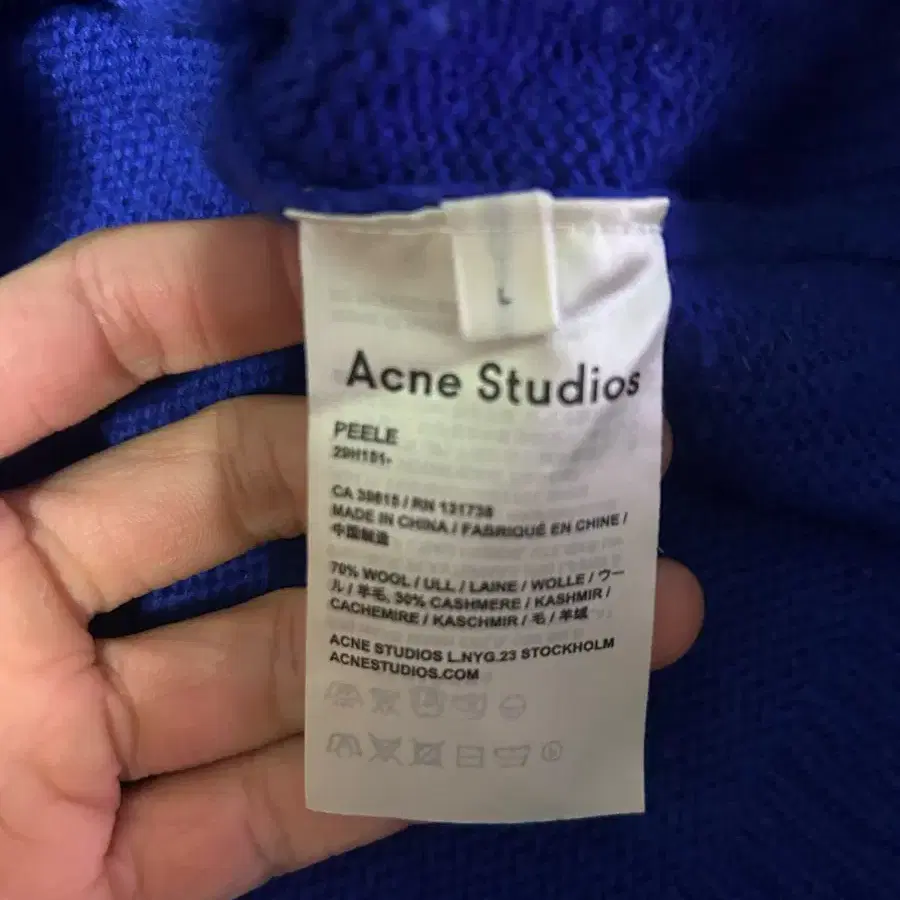 L
Acne Studios
PEELE
29H151-
CA 39615 / RN 131738
MADE IN CHINA / FABRIQUÉ EN CHINE /
中国制造
70% WOOL / ULL / LAINE / WOLLE / ウー
ル / 羊毛, 30% CASHMERE / KASHMIR /
CACHEMIRE / KASCHMIR / 毛 / 羊绒
ACNE STUDIOS L.NYG.23 STOCKHOLM
ACNESTUDIOS.COM